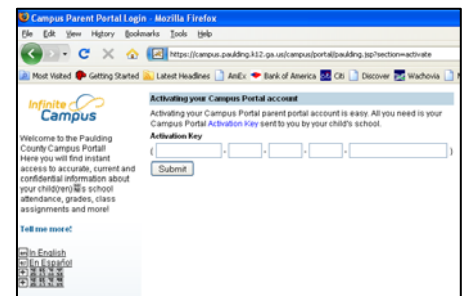 Campus Parent Portal Login - Mozilla Firefox
File Edit View History Bookmarks Tools Help
https://campus.paulding.k12.ga.us/campus/portal/paulding.jsp?section=activate
Most Visited Getting Started Latest Headlines AmEx Bank of America Citi Discover Wachovia
Infinite Campus
Welcome to the Paulding
County Campus Portal!
Here you will find instant
access to accurate, current and
confidential information about
your child(ren)'s school
attendance, grades, class
assignments and more!
Tell me more!
In English
En Español
Activating your Campus Portal account
Activating your Campus Portal parent portal account is easy. All you need is your
Campus Portal Activation Key sent to you by your child's school.
Activation Key
( - - - - )
Submit